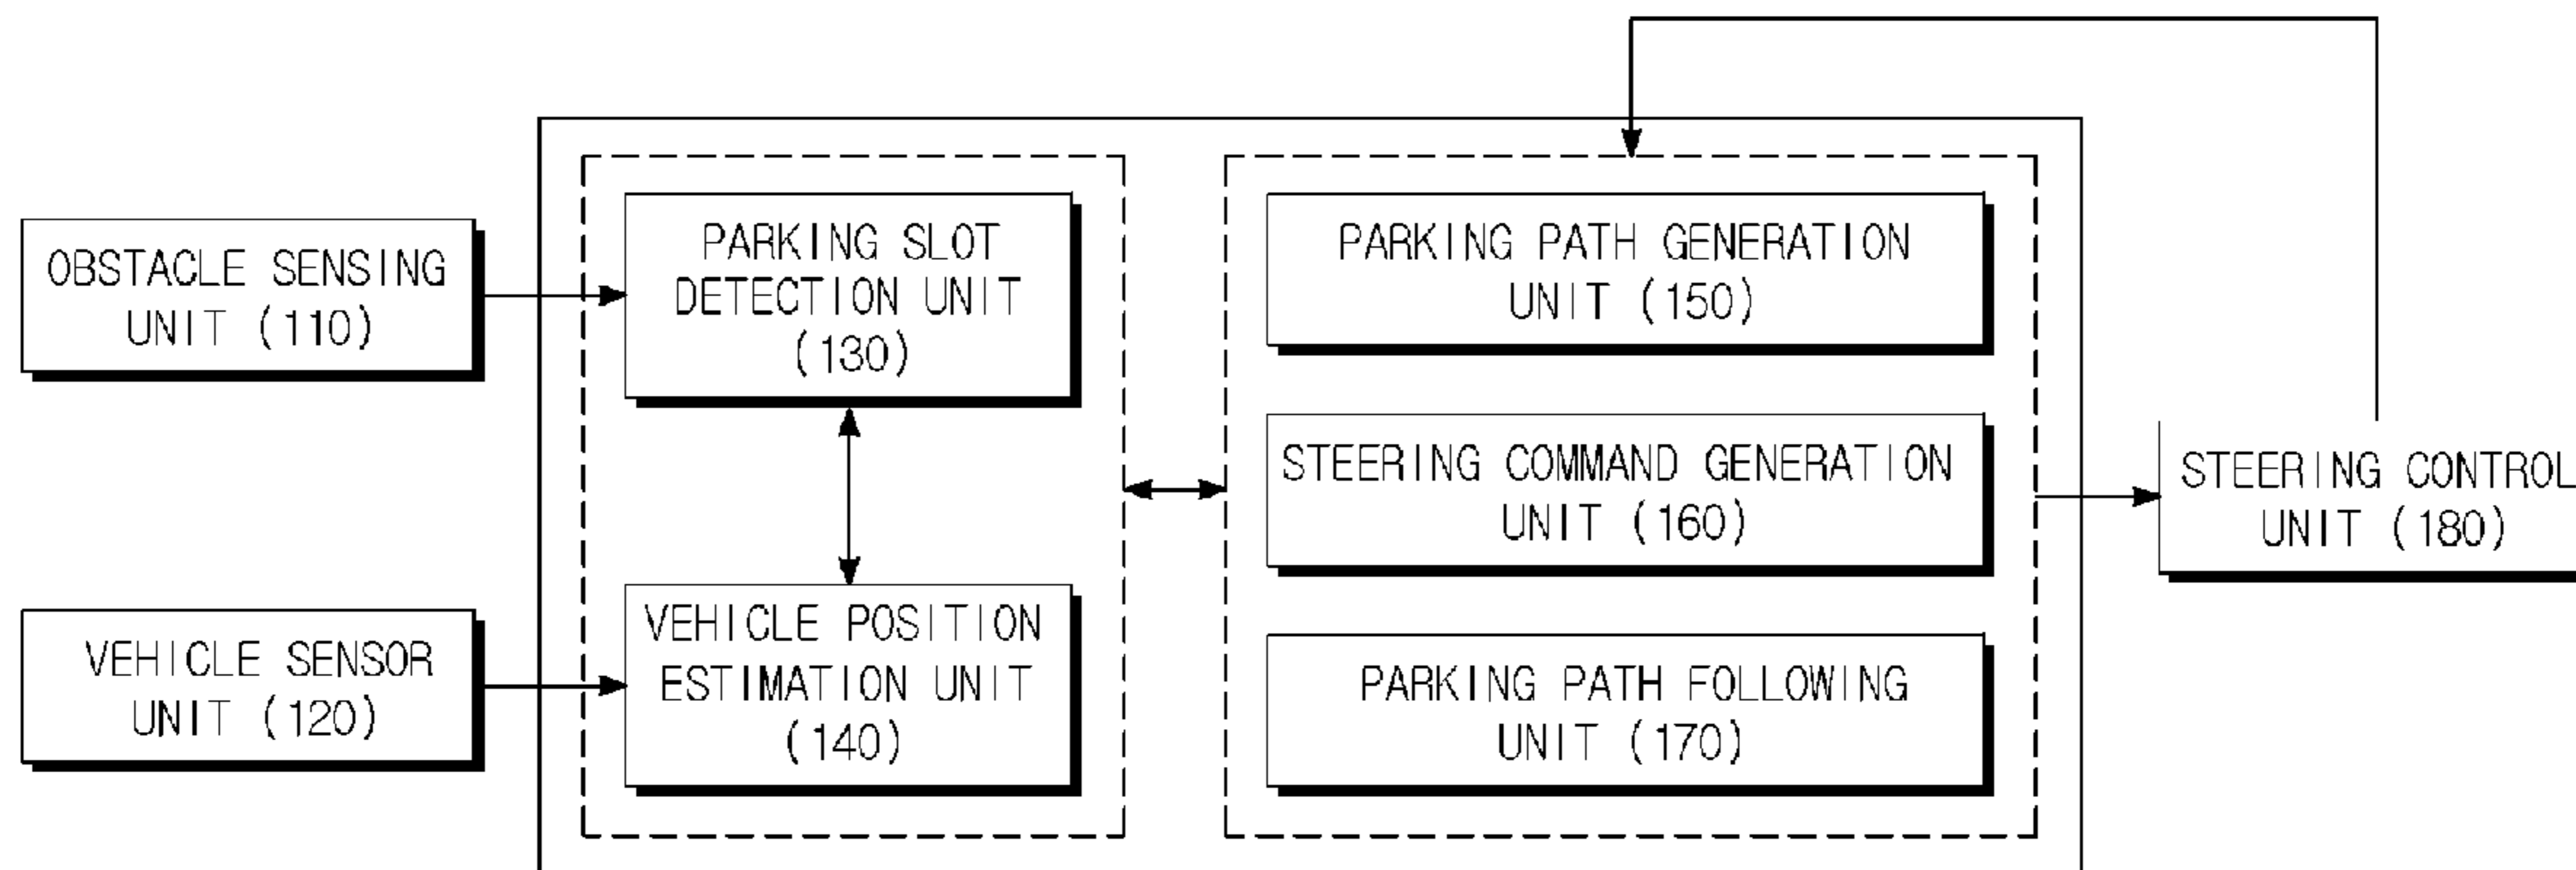 OBSTACLE SENSING
UNIT (110)
VEHICLE SENSOR
UNIT (120)
PARKING SLOT
DETECTION UNIT
(130)
VEHICLE POSITION
ESTIMATION UNIT
(140)
PARKING PATH GENERATION
UNIT (150)
STEERING COMMAND GENERATION
UNIT (160)
PARKING PATH FOLLOWING
UNIT (170)
STEERING CONTROL
UNIT (180)